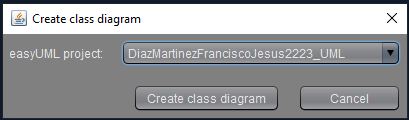 Create class diagram
easyUML project: DiazMartinezFranciscoJesus2223_UML
Create class diagram Cancel